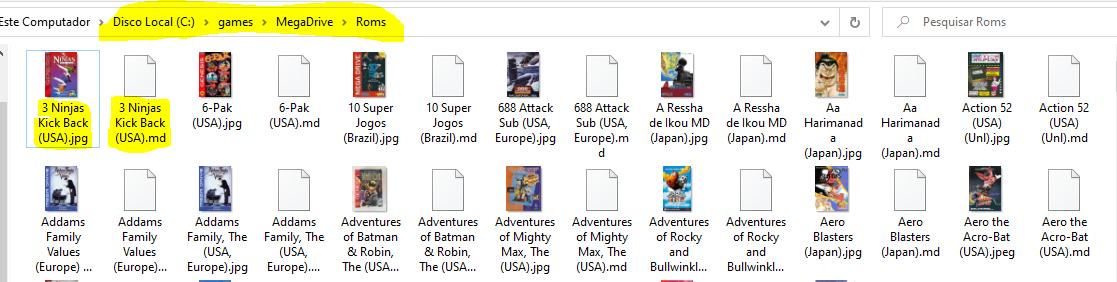 Este Computador > Disco Local (C:) > games > MegaDrive > Roms
Pesquisar Roms
3 Ninjas
Kick Back
(USA).jpg
3 Ninjas
Kick Back
(USA).md
6-Pak
(USA).jpg
6-Pak
(USA).md
10 Super
Jogos
(Brazil).jpg
10 Super
Jogos
(Brazil).md
688 Attack
Sub (USA,
Europe).jpg
688 Attack
Sub (USA,
Europe).m
d
A Ressha
de Ikou MD
(Japan).jpg
A Ressha
de Ikou MD
(Japan).md
Aa
Harimanad
a
(Japan).jpg
Aa
Harimanad
a
(Japan).md
Action 52
(USA)
(Unl).jpg
Action 52
(USA)
(Unl).md
Addams
Family
Values
(Europe) ...
Addams
Family
Values
(Europe)...
Addams
Family, The
(USA,
Europe).jpg
Addams
Family, The
(USA,
Europe)....
Adventures
of Batman
& Robin,
The (USA...
Adventures
of Batman
& Robin,
The (USA...
Adventures
of Mighty
Max, The
(USA).jpg
Adventures
of Mighty
Max, The
(USA).md
Adventures
of Rocky
and
Bullwinkl...
Adventures
of Rocky
and
Bullwinkl...
Aero
Blasters
(Japan).jpg
Aero
Blasters
(Japan).md
Aero the
Acro-Bat
(USA).jpeg
Aero the
Acro-Bat
(USA).md